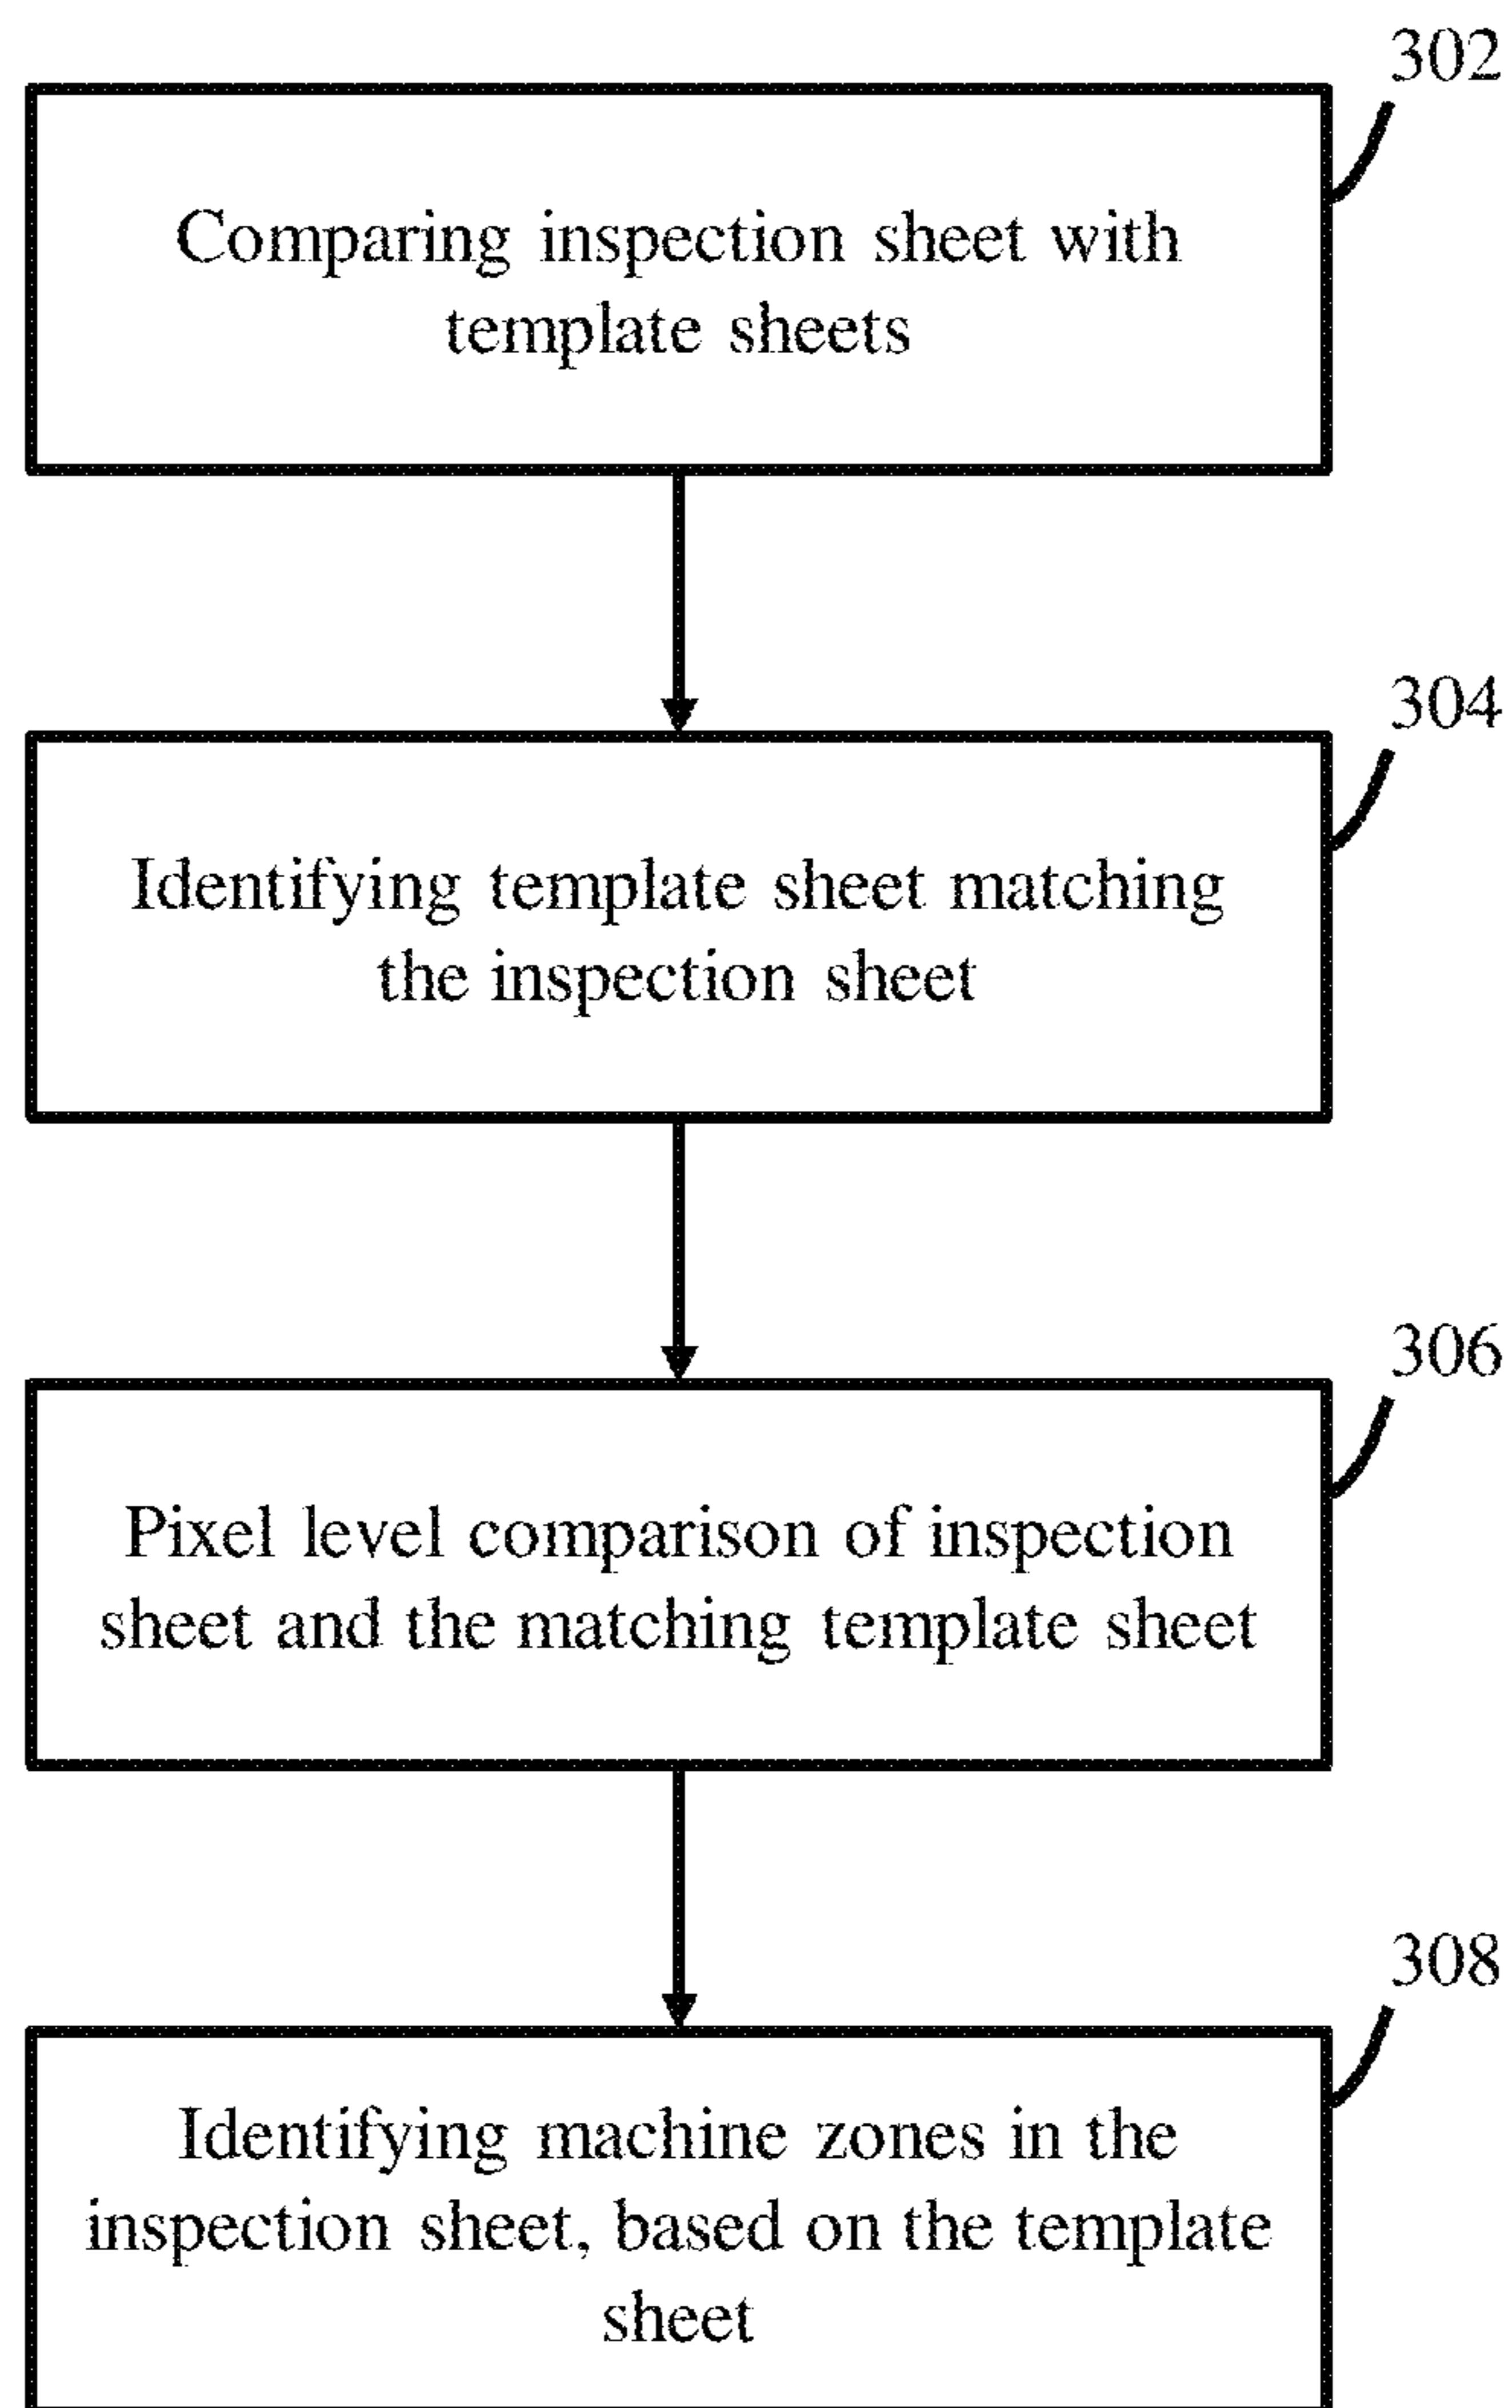 302
Comparing inspection sheet with
template sheets
304
Identifying template sheet matching
the inspection sheet
306
Pixel level comparison of inspection
sheet and the matching template sheet
308
Identifying machine zones in the
inspection sheet, based on the template
sheet